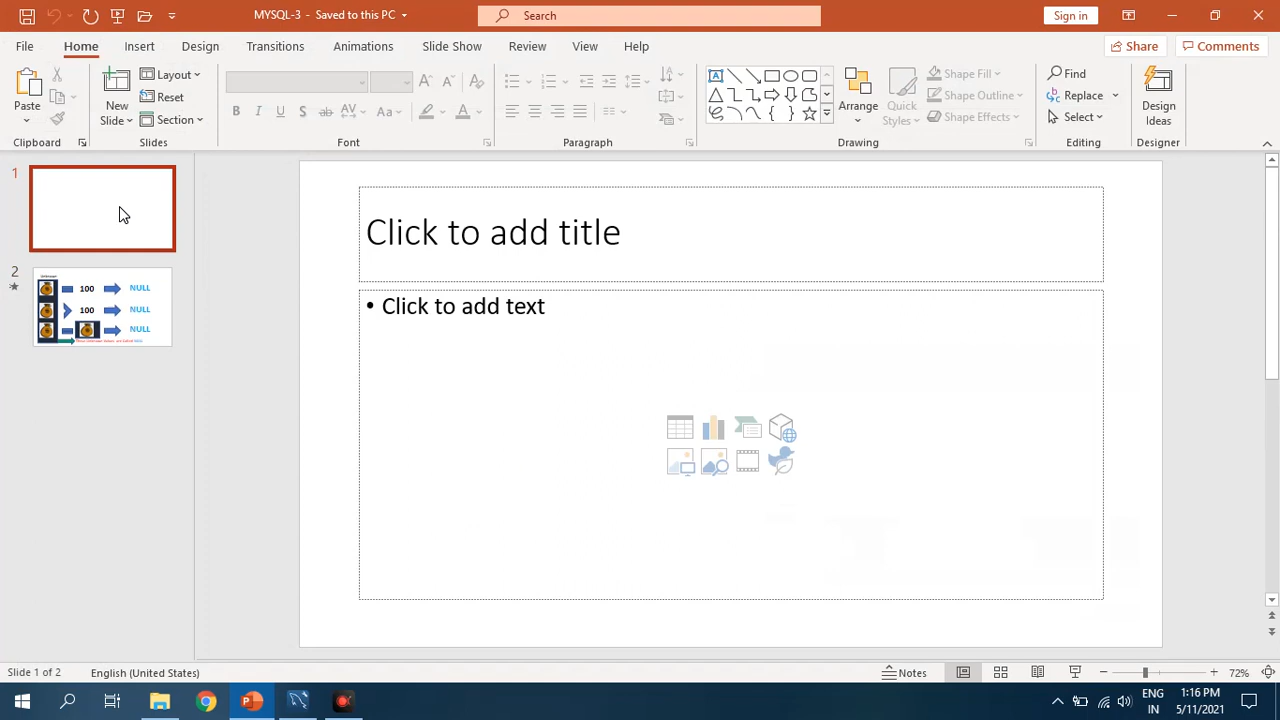 MYSQL-3 - Saved to this PC
Search
Sign in
File Home Insert Design Transitions Animations Slide Show Review View Help
Share Comments
Paste
Clipboard
New Slide
Layout
Reset
Section
Slides
Aa
Font
Paragraph
Arrange
Quick Styles
Shape Fill
Shape Outline
Shape Effects
Drawing
Find
Replace
Select
Editing
Design Ideas
Designer
1
2
100 NULL
100 NULL
NULL
Click to add title
• Click to add text
Slide 1 of 2 English (United States)
Notes
72%
ENG
IN
1:16 PM
5/11/2021